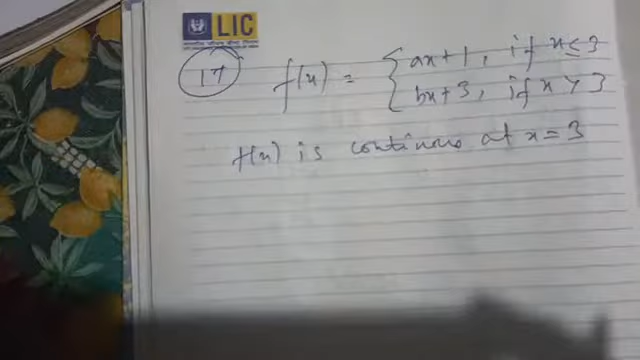 LIC
17 f(x) = { ax+1, if x ≤ 3
bx+3, if x > 3
f(x) is continuous at x = 3